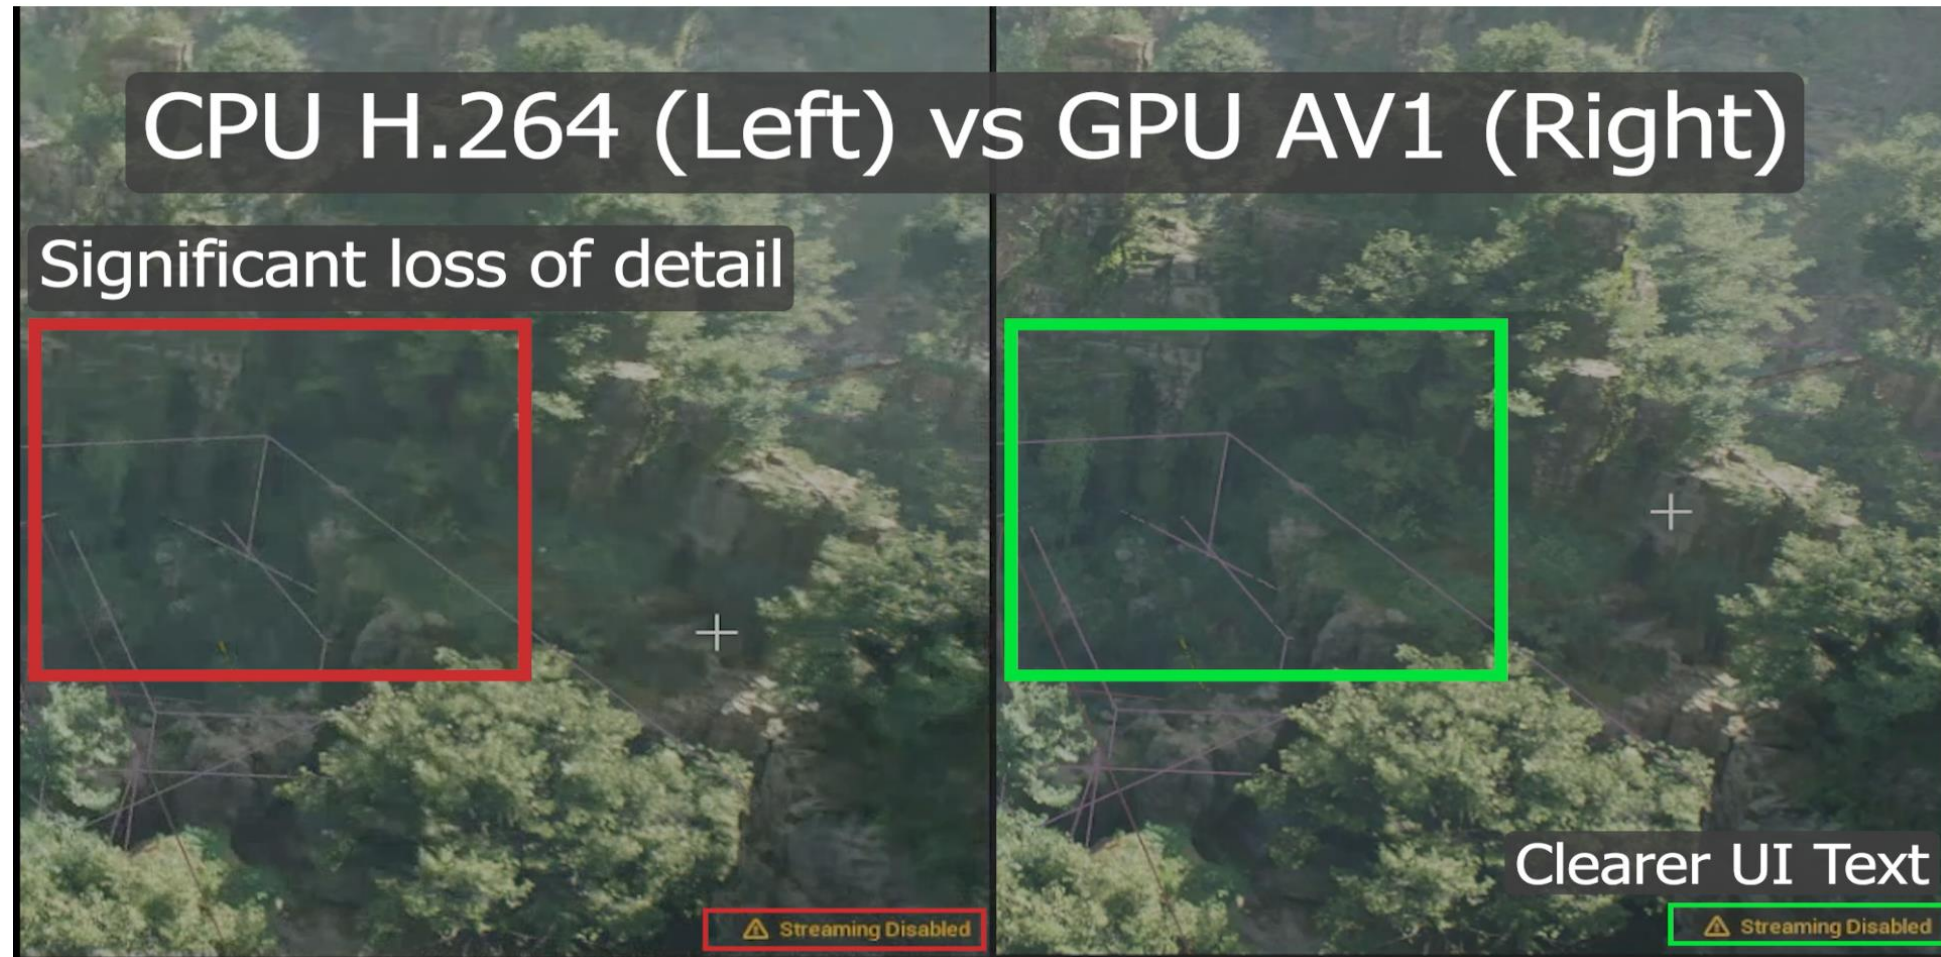 CPU H.264 (Left) vs GPU AV1 (Right)
Significant loss of detail
Clearer UI Text
Streaming Disabled
Streaming Disabled